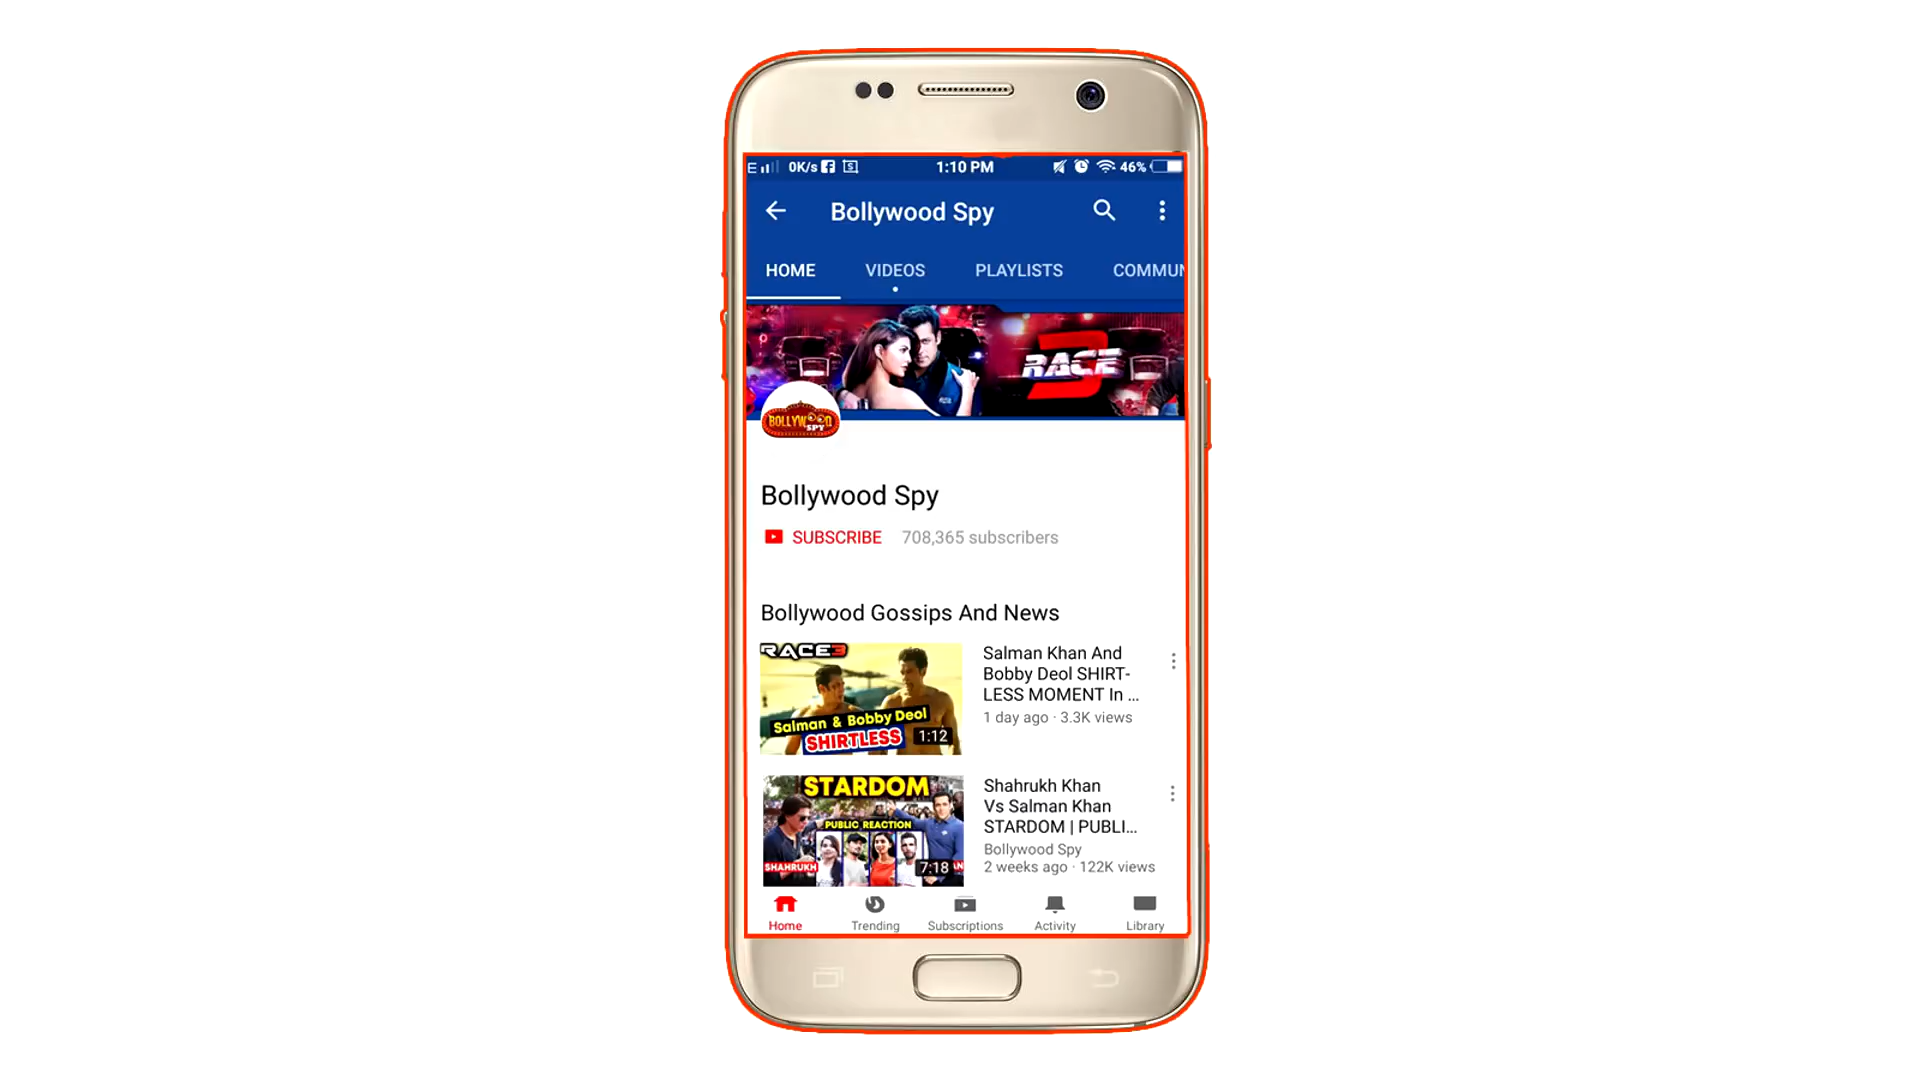 E 0K/s 1:10 PM 46%
Bollywood Spy
HOME VIDEOS PLAYLISTS COMMUN
RACE 3
BOLLYWOOD
SPY
Bollywood Spy
SUBSCRIBE 708,365 subscribers
Bollywood Gossips And News
RACE3
Salman & Bobby Deol
SHIRTLESS
1:12
Salman Khan And
Bobby Deol SHIRT-
LESS MOMENT In ...
1 day ago · 3.3K views
STARDOM
PUBLIC REACTION
SHAHRUKH
7:18
Shahrukh Khan
Vs Salman Khan
STARDOM | PUBLI...
Bollywood Spy
2 weeks ago · 122K views
Home Trending Subscriptions Activity Library